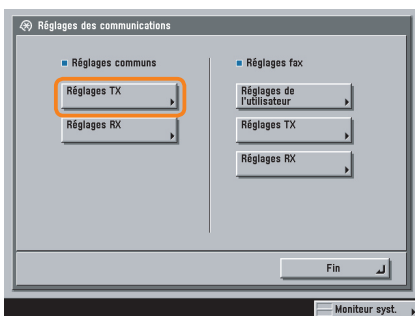 Réglages des communications
Réglages communs
Réglages TX
Réglages RX
Réglages fax
Réglages de
l'utilisateur
Réglages TX
Réglages RX
Fin
Moniteur syst.